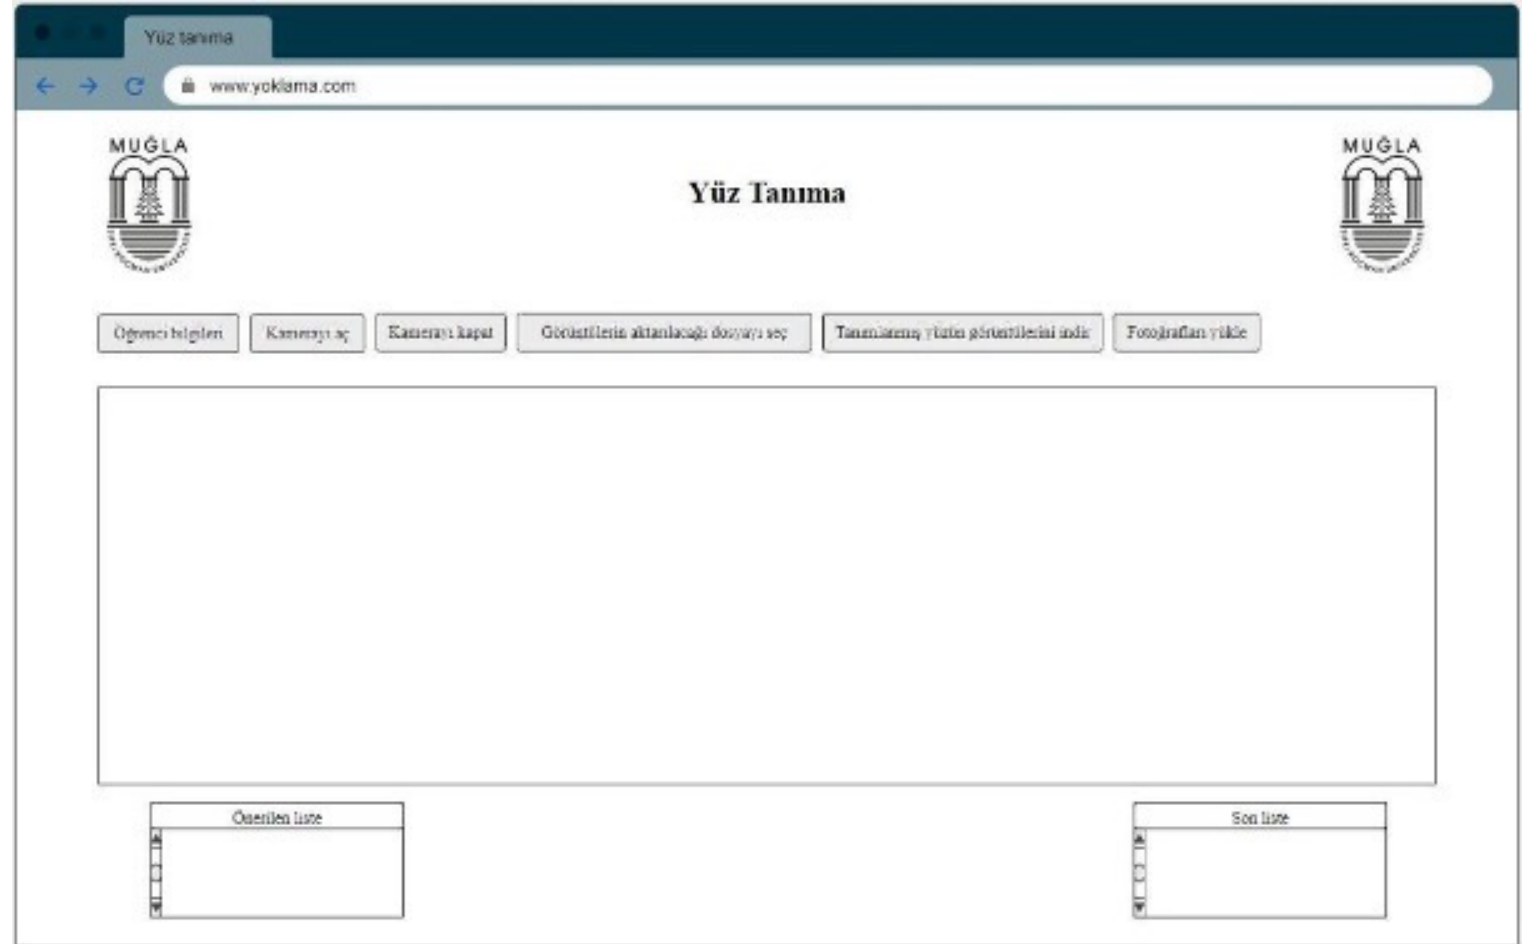 Yüz tanıma
www.yoklama.com
MUĞLA
MUĞLA
Yüz Tanıma
Öğrenci bilgileri
Kamerayı aç
Kamerayı kapat
Görüntülerin aktarılacağı dosyayı seç
Tanımlanmış yüzün görüntülerini indir
Fotoğrafları yükle
Önerilen liste
Son liste